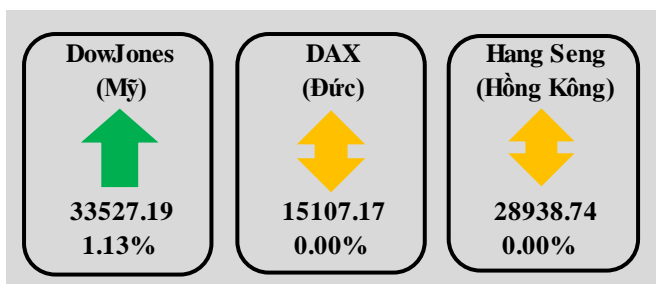 DowJones
(Mỹ)
33527.19
1.13%
DAX
(Đức)
15107.17
0.00%
Hang Seng
(Hồng Kông)
28938.74
0.00%